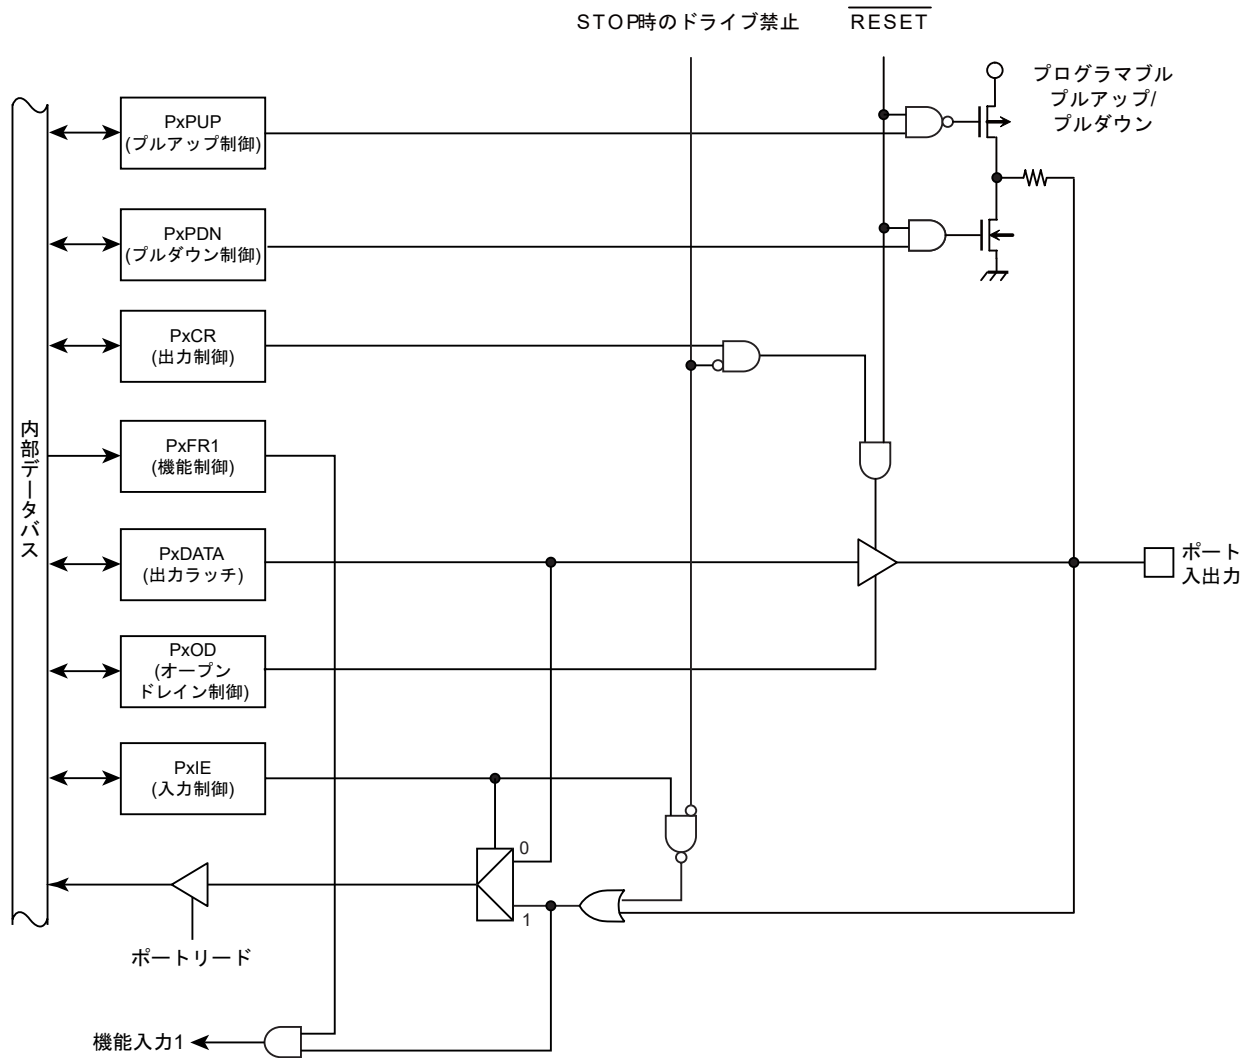 STOP時のドライブ禁止
RESET
プログラマブル
プルアップ/
プルダウン
PxPUP
(プルアップ制御)
PxPDN
(プルダウン制御)
PxCR
(出力制御)
内部データバス
PxFR1
(機能制御)
PxDATA
(出力ラッチ)
ポート
入出力
PxOD
(オープン
ドレイン制御)
PxIE
(入力制御)
0
1
ポートリード
機能入力1